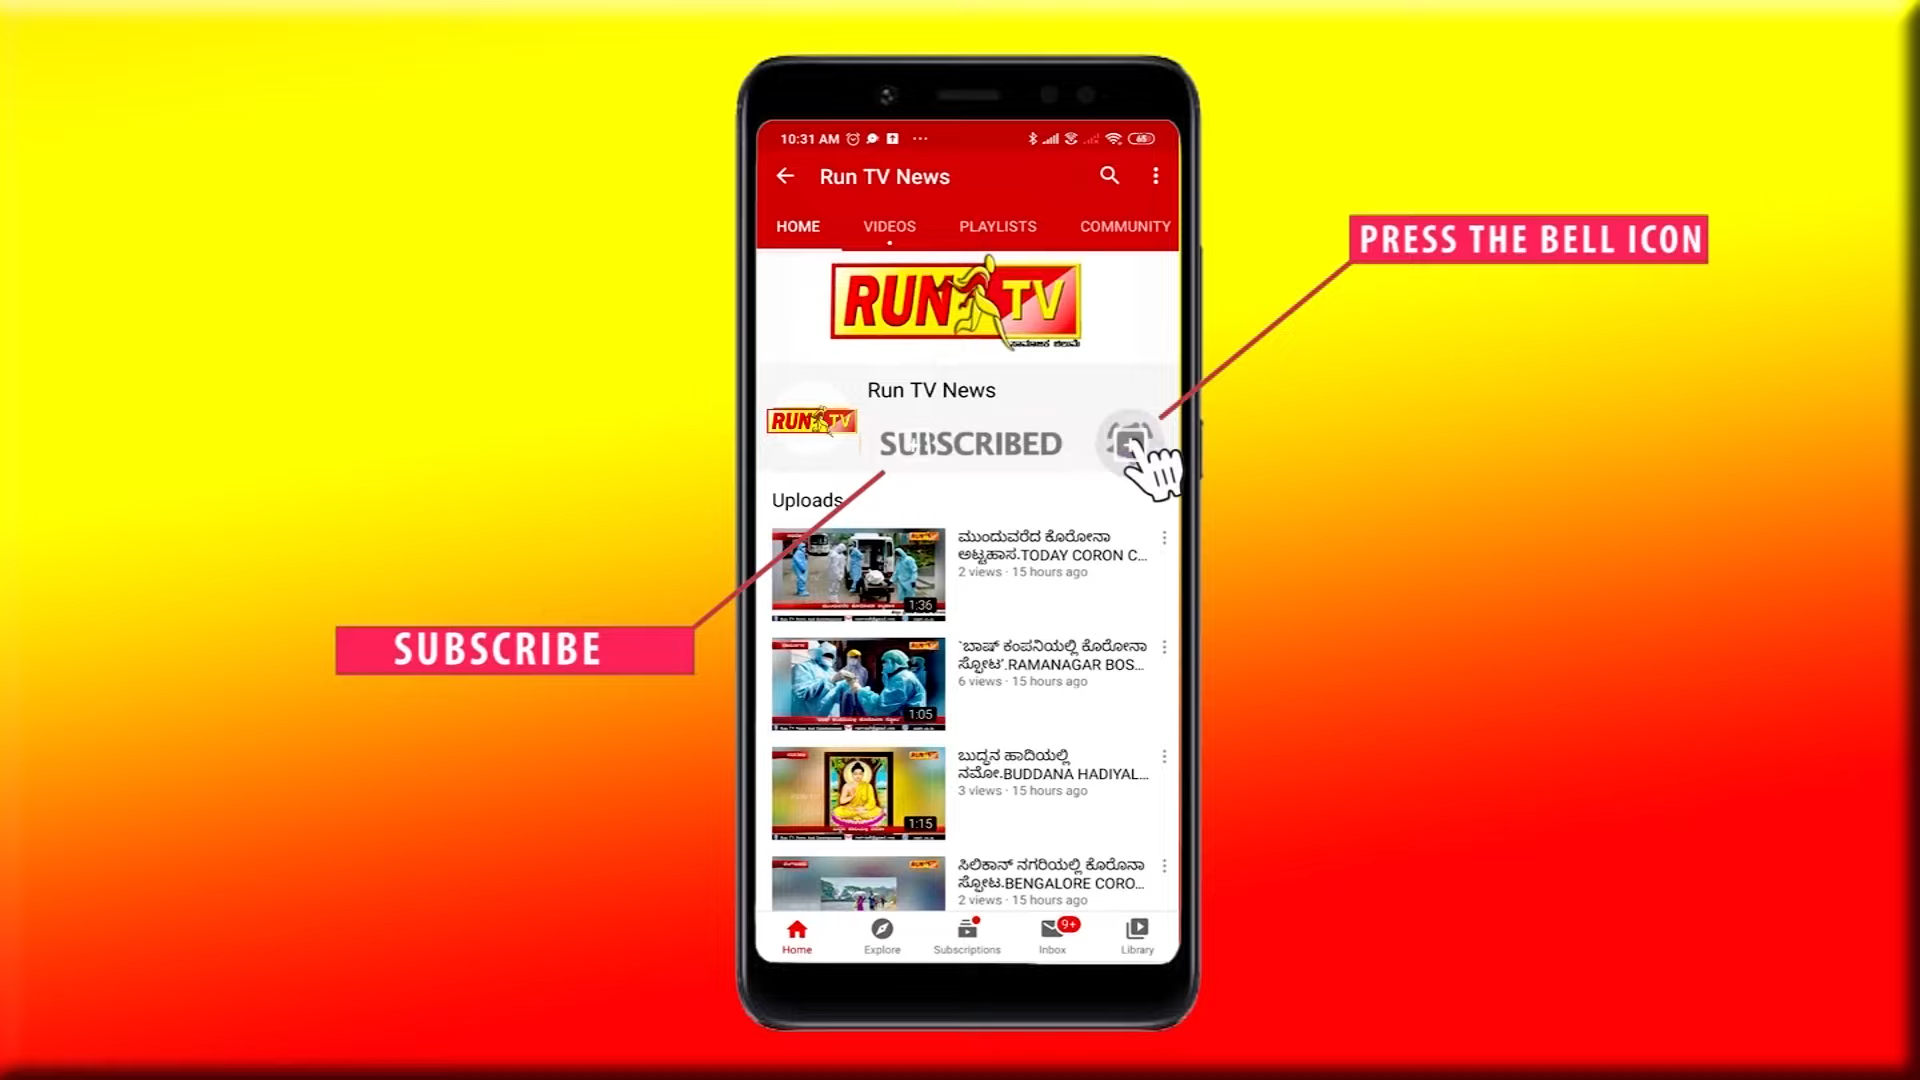 10:31 AM
65
Run TV News
HOME VIDEOS PLAYLISTS COMMUNITY
PRESS THE BELL ICON
RUN TV
ಸಾಮಾಜಿಕ ಚಿಲುಮೆ
Run TV News
RUN TV
SUBSCRIBED
Uploads
ಮುಂದುವರೆದ ಕೊರೋನಾ
ಅಟ್ಟಹಾಸ.TODAY CORON C...
2 views · 15 hours ago
1:36
SUBSCRIBE
`ಬಾಷ್ ಕಂಪನಿಯಲ್ಲಿ ಕೊರೋನಾ
ಸ್ಫೋಟ'.RAMANAGAR BOS...
6 views · 15 hours ago
1:05
ಬುದ್ಧನ ಹಾದಿಯಲ್ಲಿ
ನಮೋ.BUDDANA HADIYAL...
3 views · 15 hours ago
1:15
ಸಿಲಿಕಾನ್ ನಗರಿಯಲ್ಲಿ ಕೊರೊನಾ
ಸ್ಫೋಟ.BENGALORE CORO...
2 views · 15 hours ago
9+
Home Explore Subscriptions Inbox Library